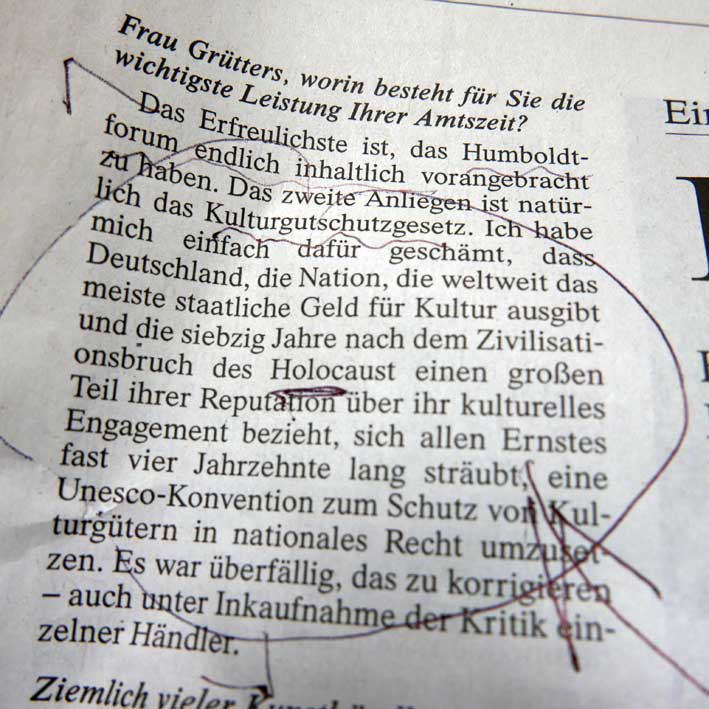 Frau Grütters, worin besteht für Sie die
wichtigste Leistung Ihrer Amtszeit?
Das Erfreulichste ist, das Humboldt-
forum endlich inhaltlich vorangebracht
zu haben. Das zweite Anliegen ist natür-
lich das Kulturgutschutzgesetz. Ich habe
mich einfach dafür geschämt, dass
Deutschland, die Nation, die weltweit das
meiste staatliche Geld für Kultur ausgibt
und die siebzig Jahre nach dem Zivilisati-
onsbruch des Holocaust einen großen
Teil ihrer Reputation über ihr kulturelles
Engagement bezieht, sich allen Ernstes
fast vier Jahrzehnte lang sträubt, eine
Unesco-Konvention zum Schutz von Kul-
turgütern in nationales Recht umzuset-
zen. Es war überfällig, das zu korrigieren
– auch unter Inkaufnahme der Kritik ein-
zelner Händler.
Ziemlich vieler